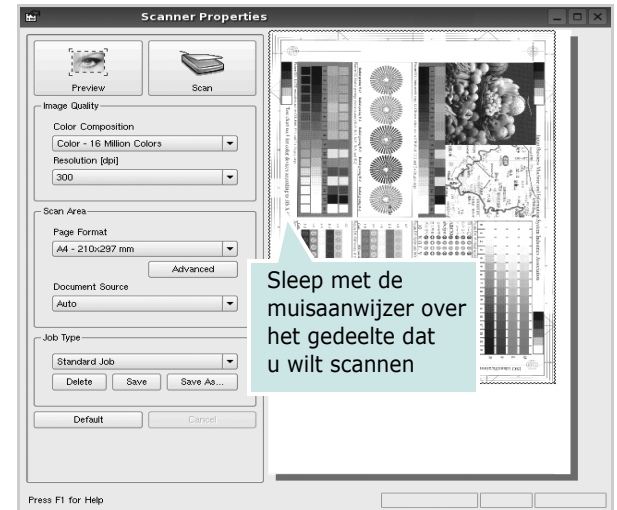 Scanner Properties
Preview
Scan
Image Quality
Color Composition
Color - 16 Million Colors
Resolution [dpi]
300
Scan Area
Page Format
A4 - 210x297 mm
Advanced
Document Source
Auto
Job Type
Standard Job
Delete
Save
Save As...
Default
Cancel
Press F1 for Help
Sleep met de
muisaanwijzer over
het gedeelte dat
u wilt scannen